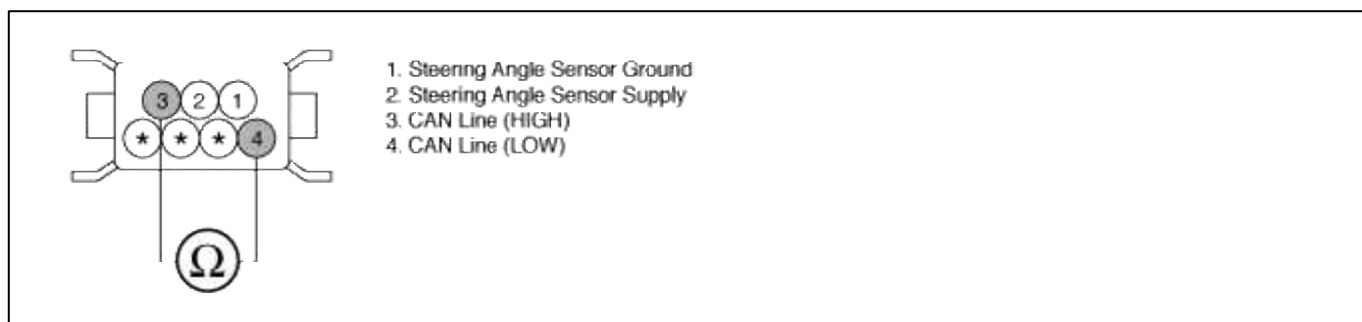 3 2 1
* * * 4
Ω
1. Steering Angle Sensor Ground
2. Steering Angle Sensor Supply
3. CAN Line (HIGH)
4. CAN Line (LOW)